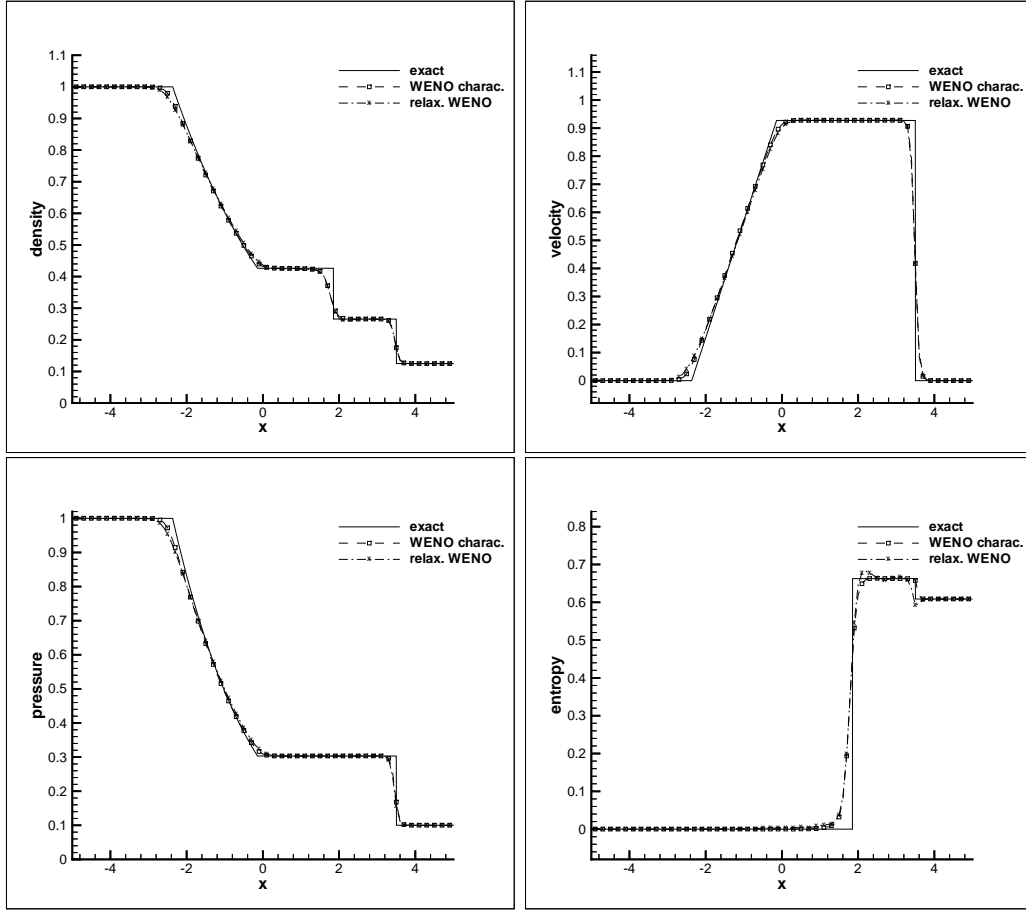 exact
WENO charac.
relax. WENO
density
1.1
1
0.9
0.8
0.7
0.6
0.5
0.4
0.3
0.2
0.1
0
-4 -2 0 2 4
x
exact
WENO charac.
relax. WENO
velocity
1.1
1
0.9
0.8
0.7
0.6
0.5
0.4
0.3
0.2
0.1
0
-4 -2 0 2 4
x
exact
WENO charac.
relax. WENO
pressure
1
0.9
0.8
0.7
0.6
0.5
0.4
0.3
0.2
0.1
0
-4 -2 0 2 4
x
exact
WENO charac.
relax. WENO
entropy
0.8
0.7
0.6
0.5
0.4
0.3
0.2
0.1
0
-4 -2 0 2 4
x